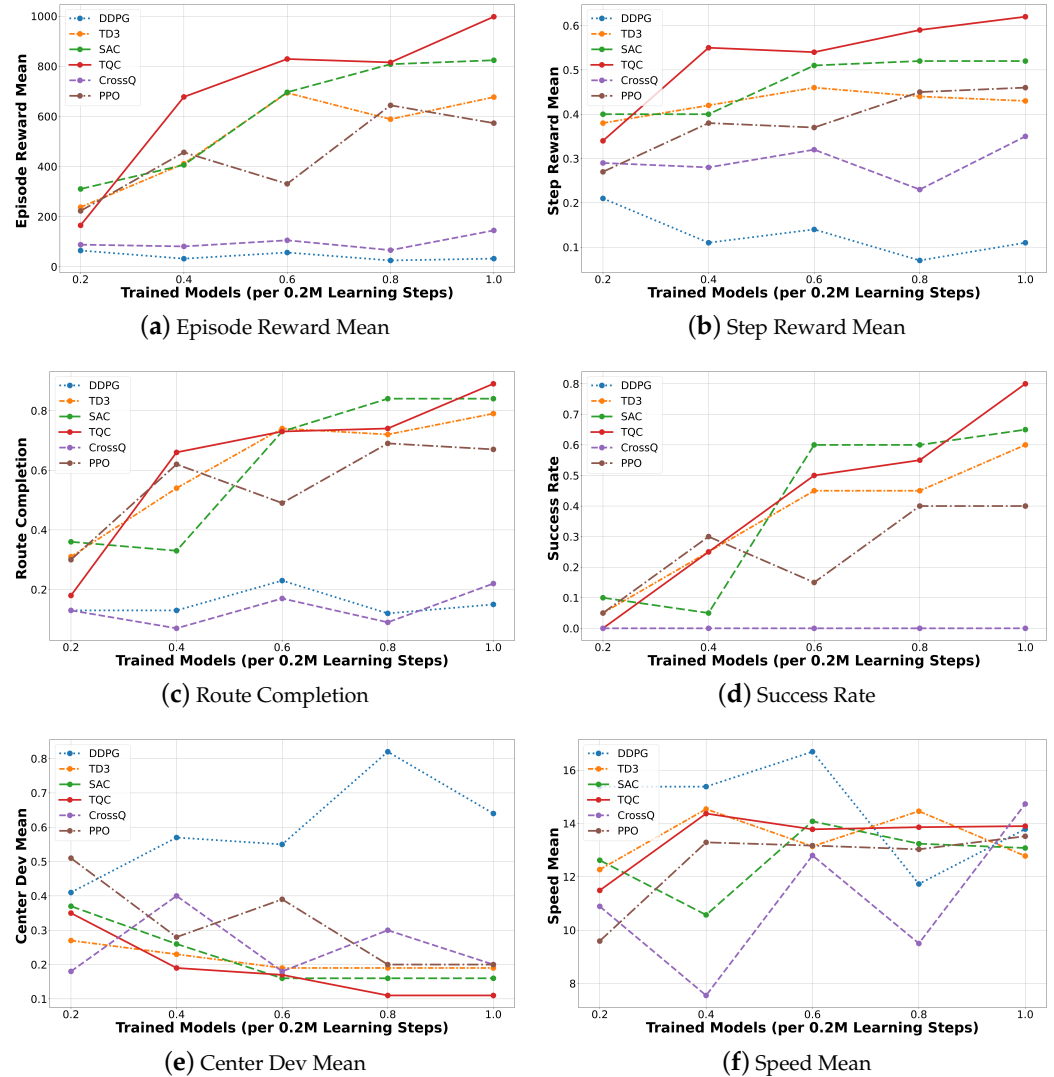 1000
800
600
400
200
0
Episode Reward Mean
DDPG
TD3
SAC
TQC
CrossQ
PPO
0.2 0.4 0.6 0.8 1.0
Trained Models (per 0.2M Learning Steps)
(a) Episode Reward Mean
0.6
0.5
0.4
0.3
0.2
0.1
Step Reward Mean
DDPG
TD3
SAC
TQC
CrossQ
PPO
0.2 0.4 0.6 0.8 1.0
Trained Models (per 0.2M Learning Steps)
(b) Step Reward Mean
0.8
0.6
0.4
0.2
Route Completion
DDPG
TD3
SAC
TQC
CrossQ
PPO
0.2 0.4 0.6 0.8 1.0
Trained Models (per 0.2M Learning Steps)
(c) Route Completion
0.8
0.7
0.6
0.5
0.4
0.3
0.2
0.1
0.0
Success Rate
DDPG
TD3
SAC
TQC
CrossQ
PPO
0.2 0.4 0.6 0.8 1.0
Trained Models (per 0.2M Learning Steps)
(d) Success Rate
0.8
0.7
0.6
0.5
0.4
0.3
0.2
0.1
Center Dev Mean
DDPG
TD3
SAC
TQC
CrossQ
PPO
0.2 0.4 0.6 0.8 1.0
Trained Models (per 0.2M Learning Steps)
(e) Center Dev Mean
16
14
12
10
8
Speed Mean
DDPG
TD3
SAC
TQC
CrossQ
PPO
0.2 0.4 0.6 0.8 1.0
Trained Models (per 0.2M Learning Steps)
(f) Speed Mean